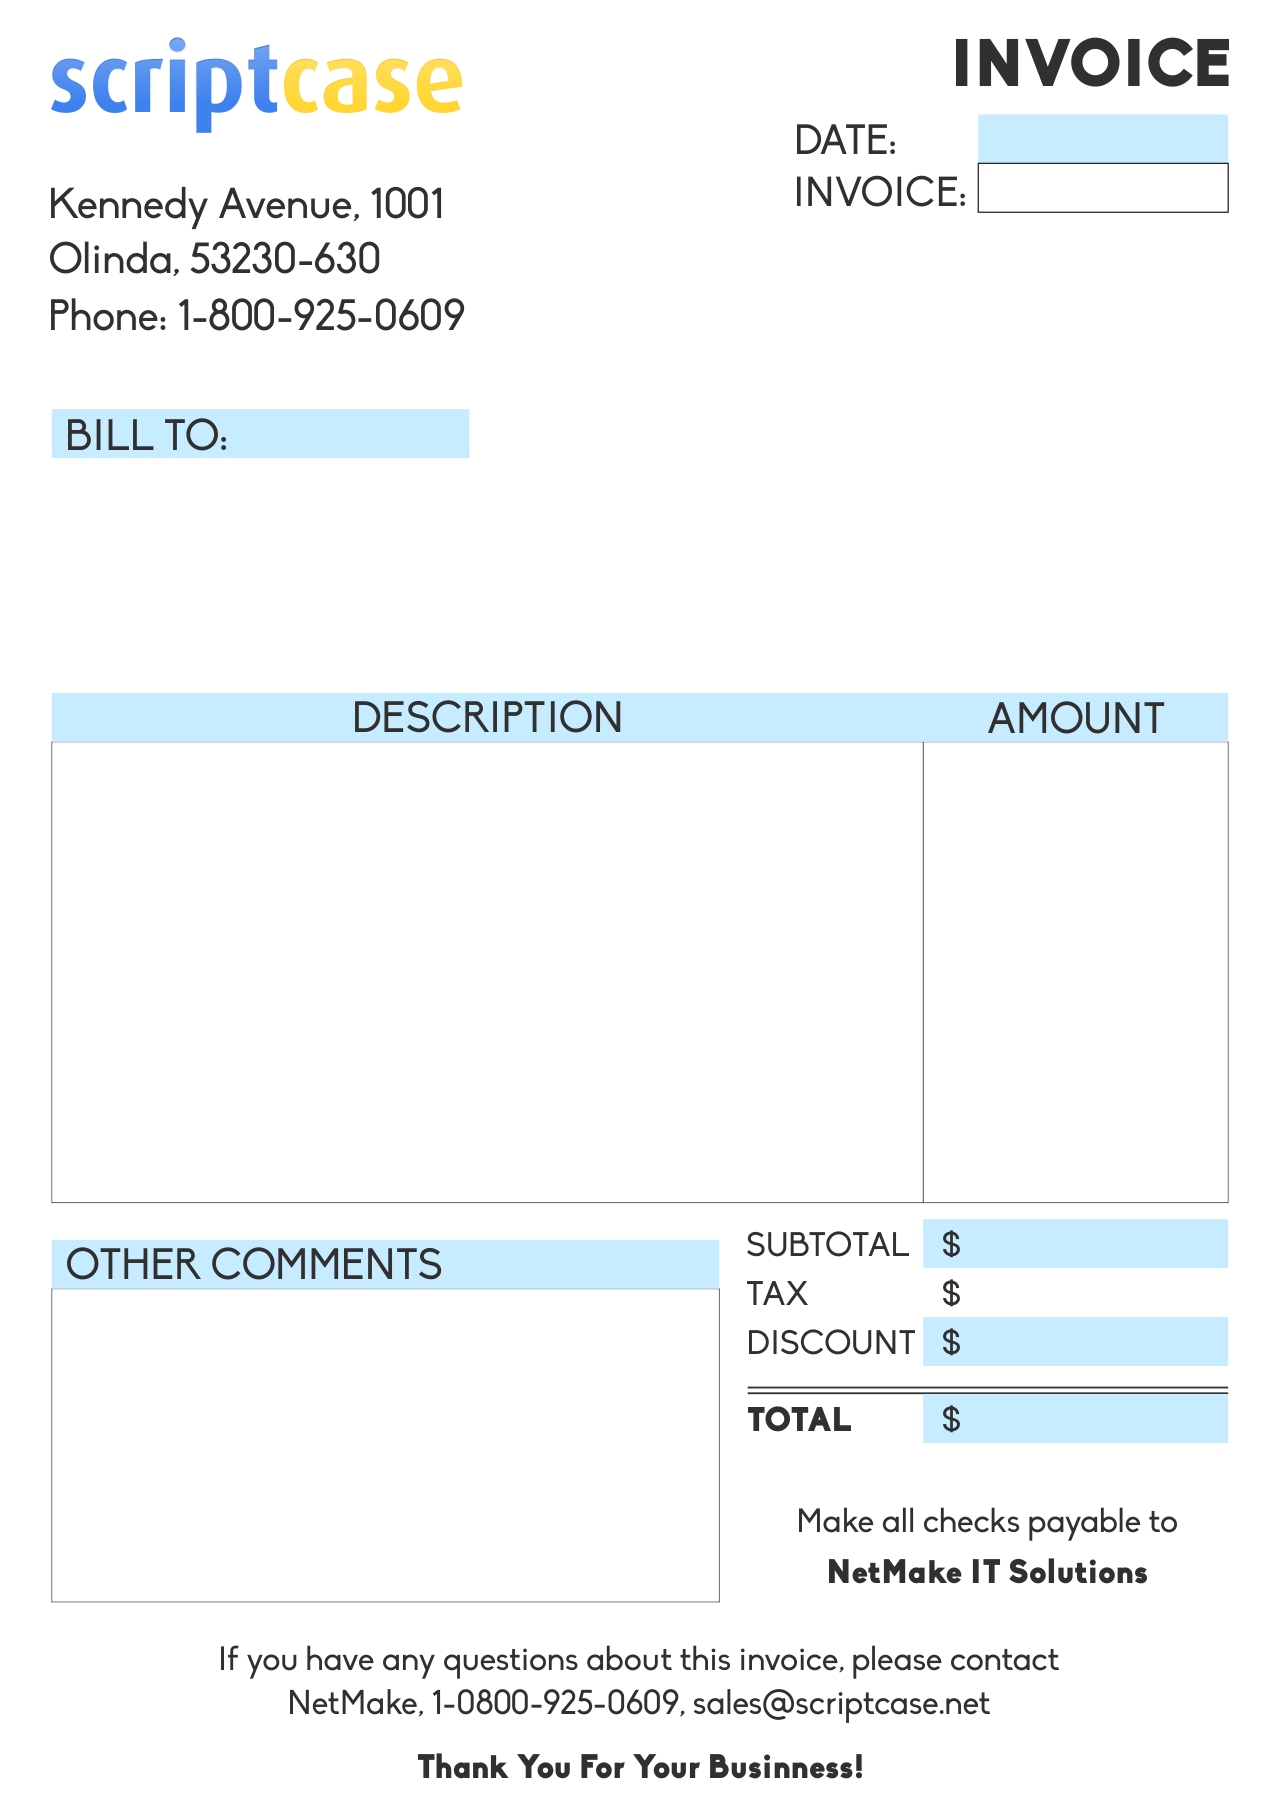 scriptcase
INVOICE
DATE:
INVOICE:
Kennedy Avenue, 1001
Olinda, 53230-630
Phone: 1-800-925-0609
BILL TO:
DESCRIPTION AMOUNT
SUBTOTAL $
TAX $
DISCOUNT $
TOTAL $
OTHER COMMENTS
Make all checks payable to
NetMake IT Solutions
If you have any questions about this invoice, please contact
NetMake, 1-0800-925-0609, sales@scriptcase.net
Thank You For Your Businness!